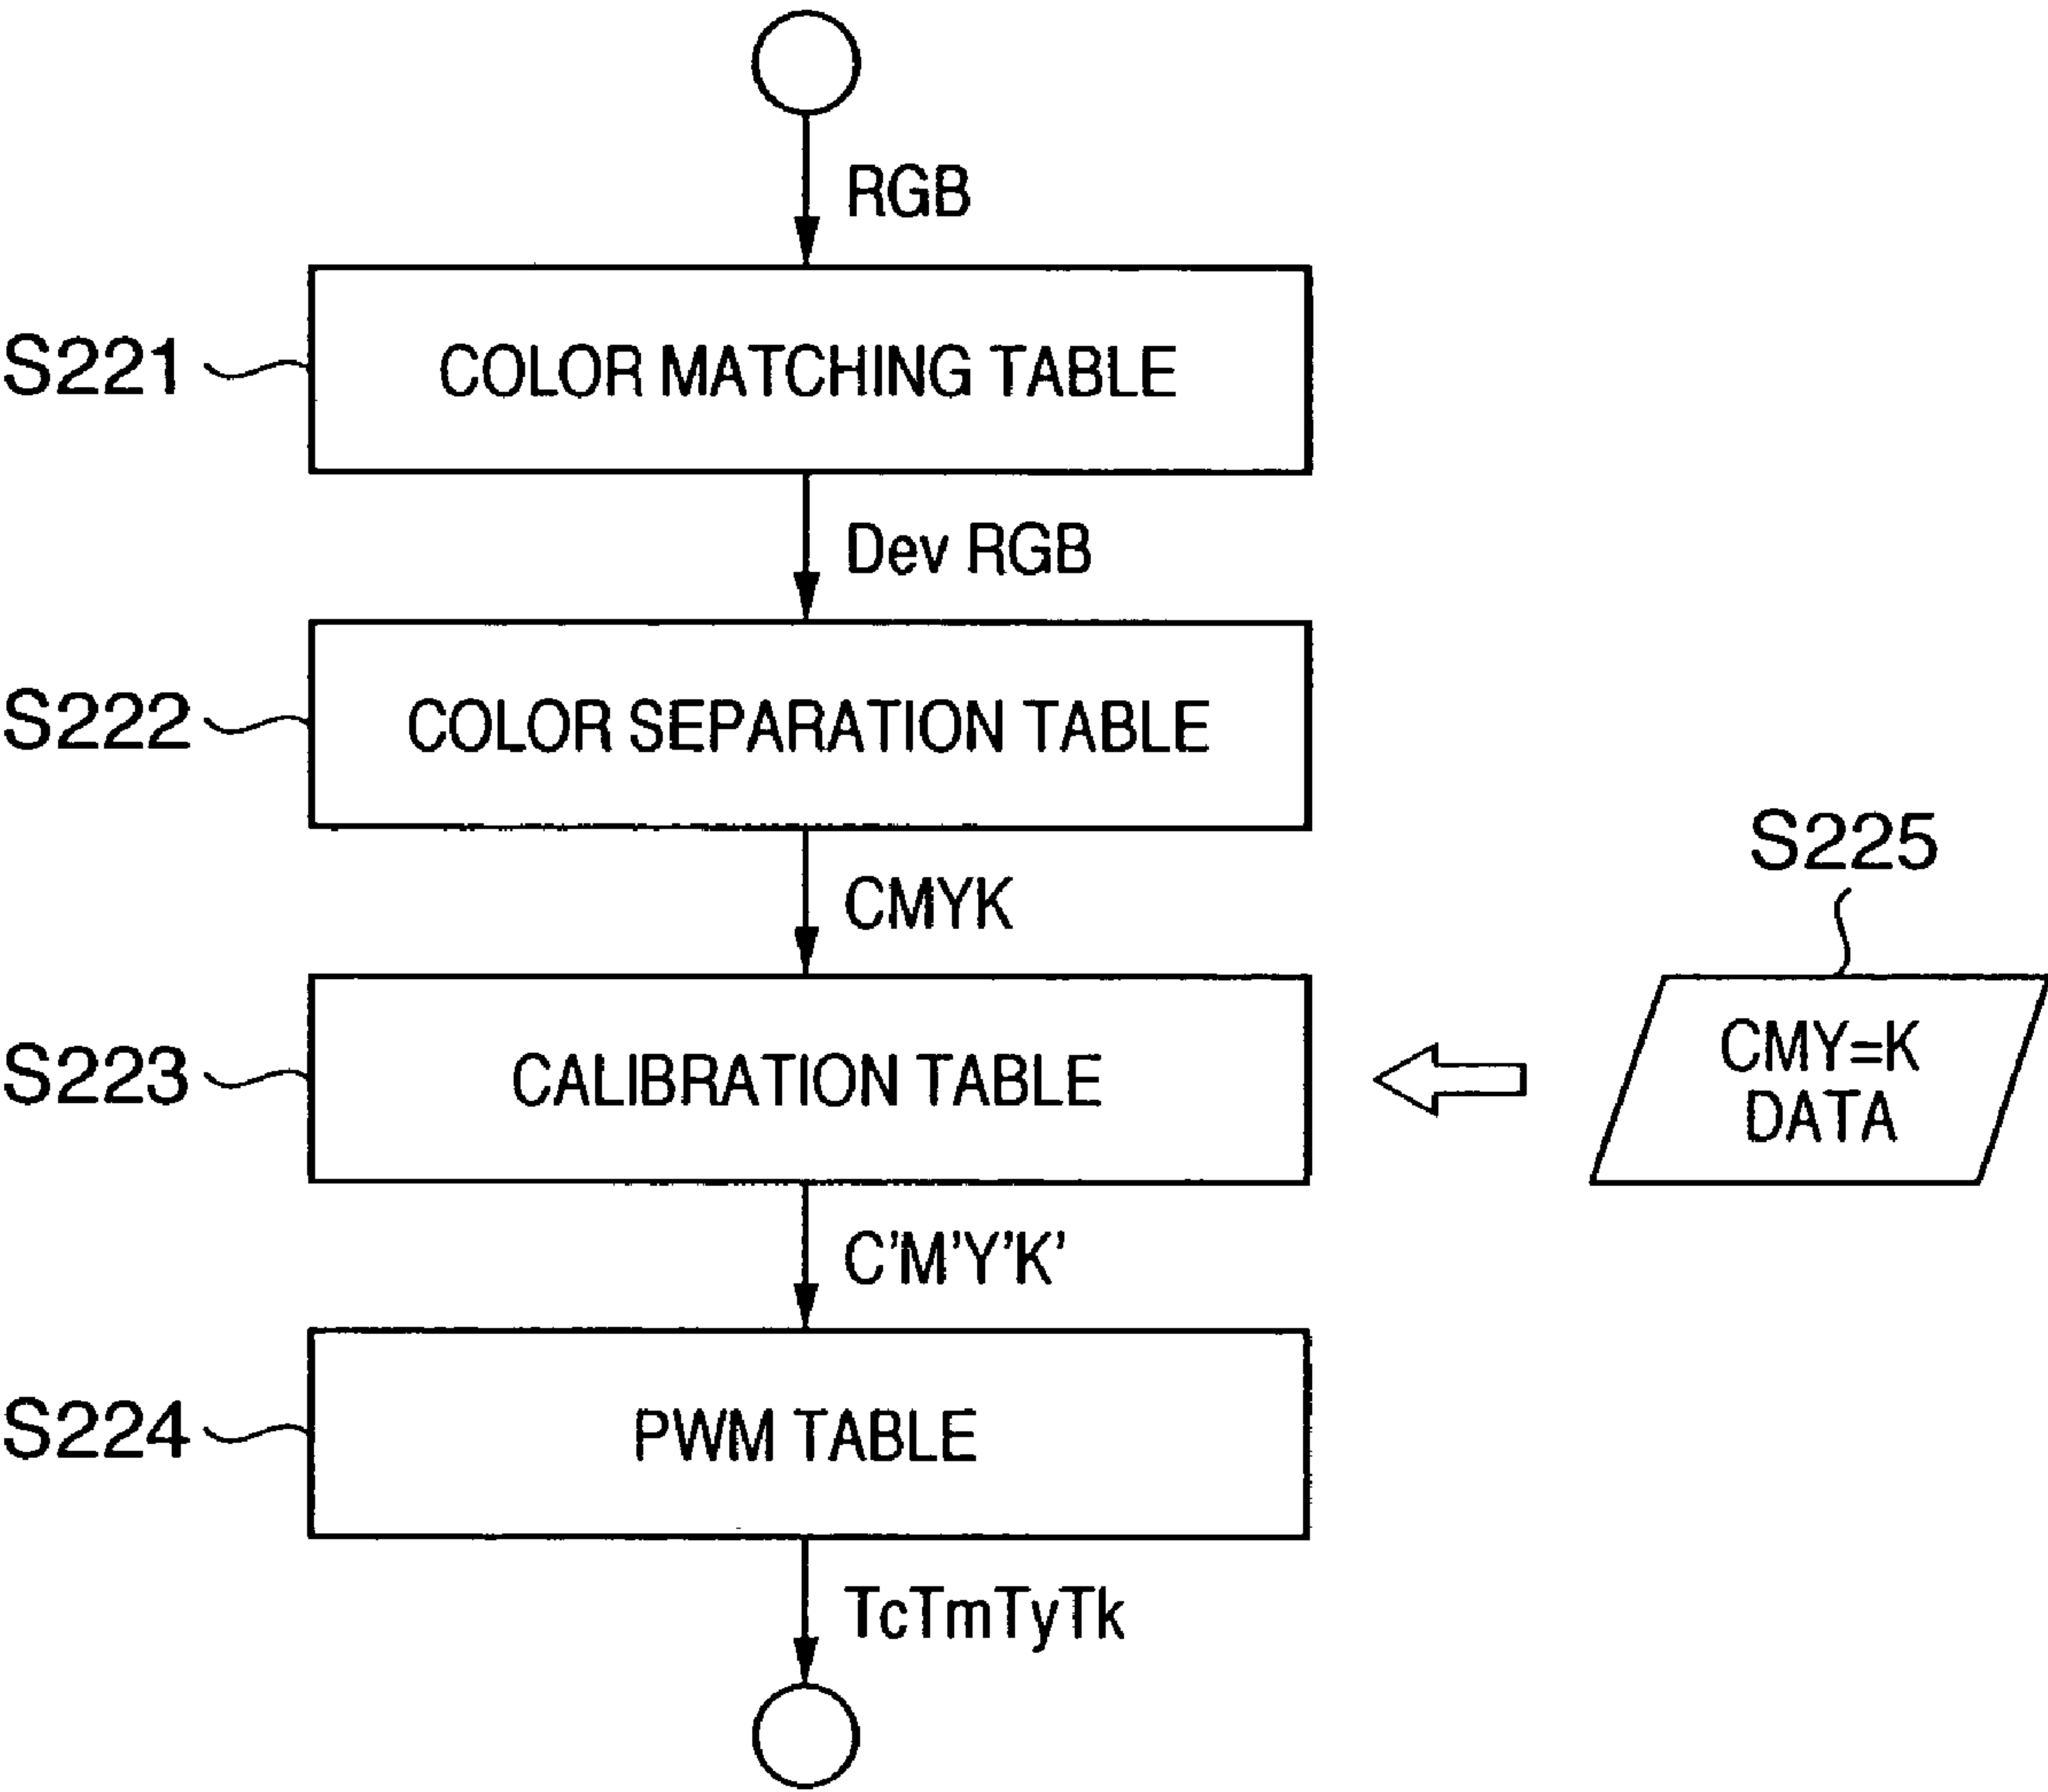 RGB
S221
COLOR MATCHING TABLE
Dev RGB
S222
COLOR SEPARATION TABLE
S225
CMYK
S223
CALIBRATION TABLE
CMY=K
DATA
C'M'Y'K'
S224
PWM TABLE
TcTmTyTk